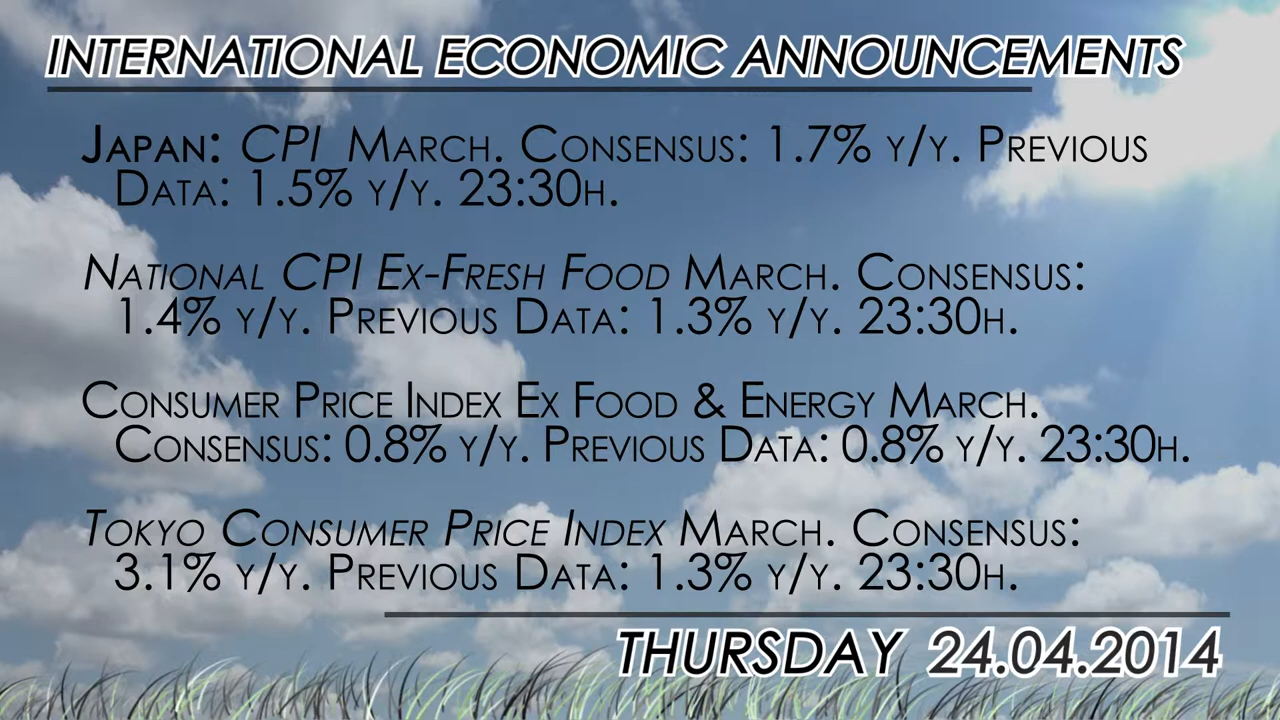 INTERNATIONAL ECONOMIC ANNOUNCEMENTS
JAPAN: CPI MARCH. CONSENSUS: 1.7% Y/Y. PREVIOUS
DATA: 1.5% Y/Y. 23:30H.
NATIONAL CPI EX-FRESH FOOD MARCH. CONSENSUS:
1.4% Y/Y. PREVIOUS DATA: 1.3% Y/Y. 23:30H.
CONSUMER PRICE INDEX EX FOOD & ENERGY MARCH.
CONSENSUS: 0.8% Y/Y. PREVIOUS DATA: 0.8% Y/Y. 23:30H.
TOKYO CONSUMER PRICE INDEX MARCH. CONSENSUS:
3.1% Y/Y. PREVIOUS DATA: 1.3% Y/Y. 23:30H.
THURSDAY 24.04.2014